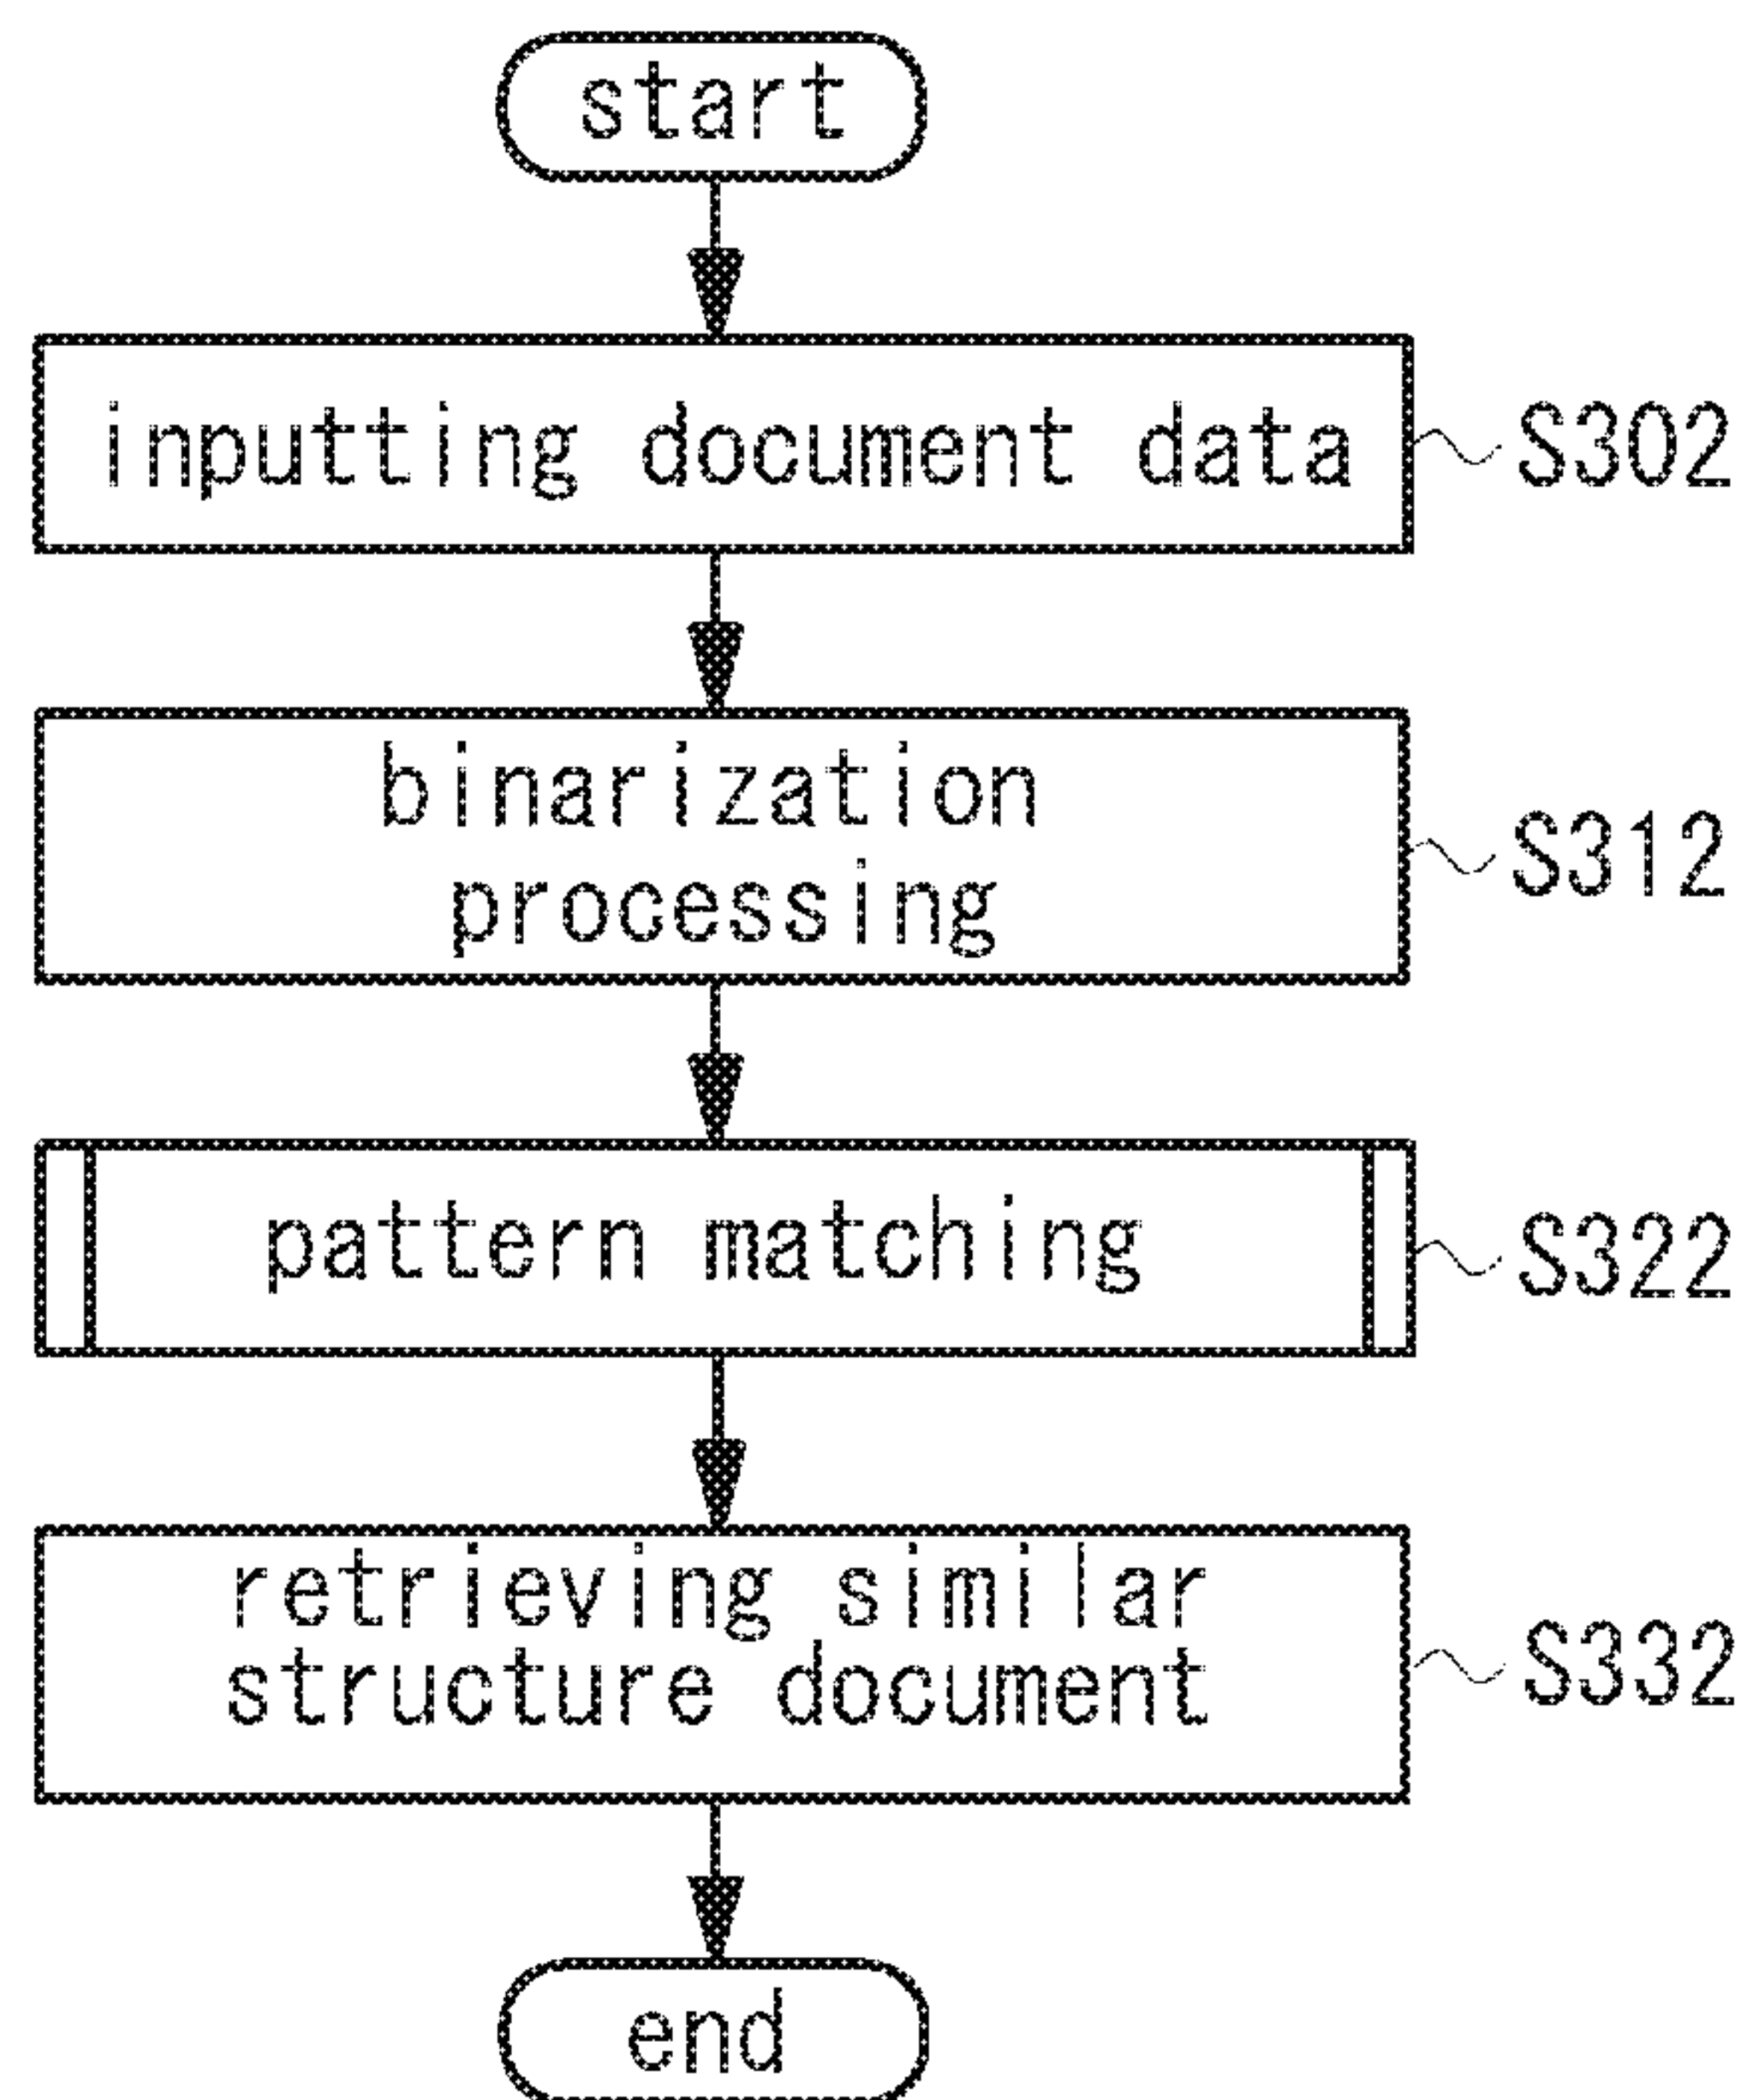 start
inputting document data
S302
binarization
processing
S312
pattern matching
S322
retrieving similar
structure document
S332
end